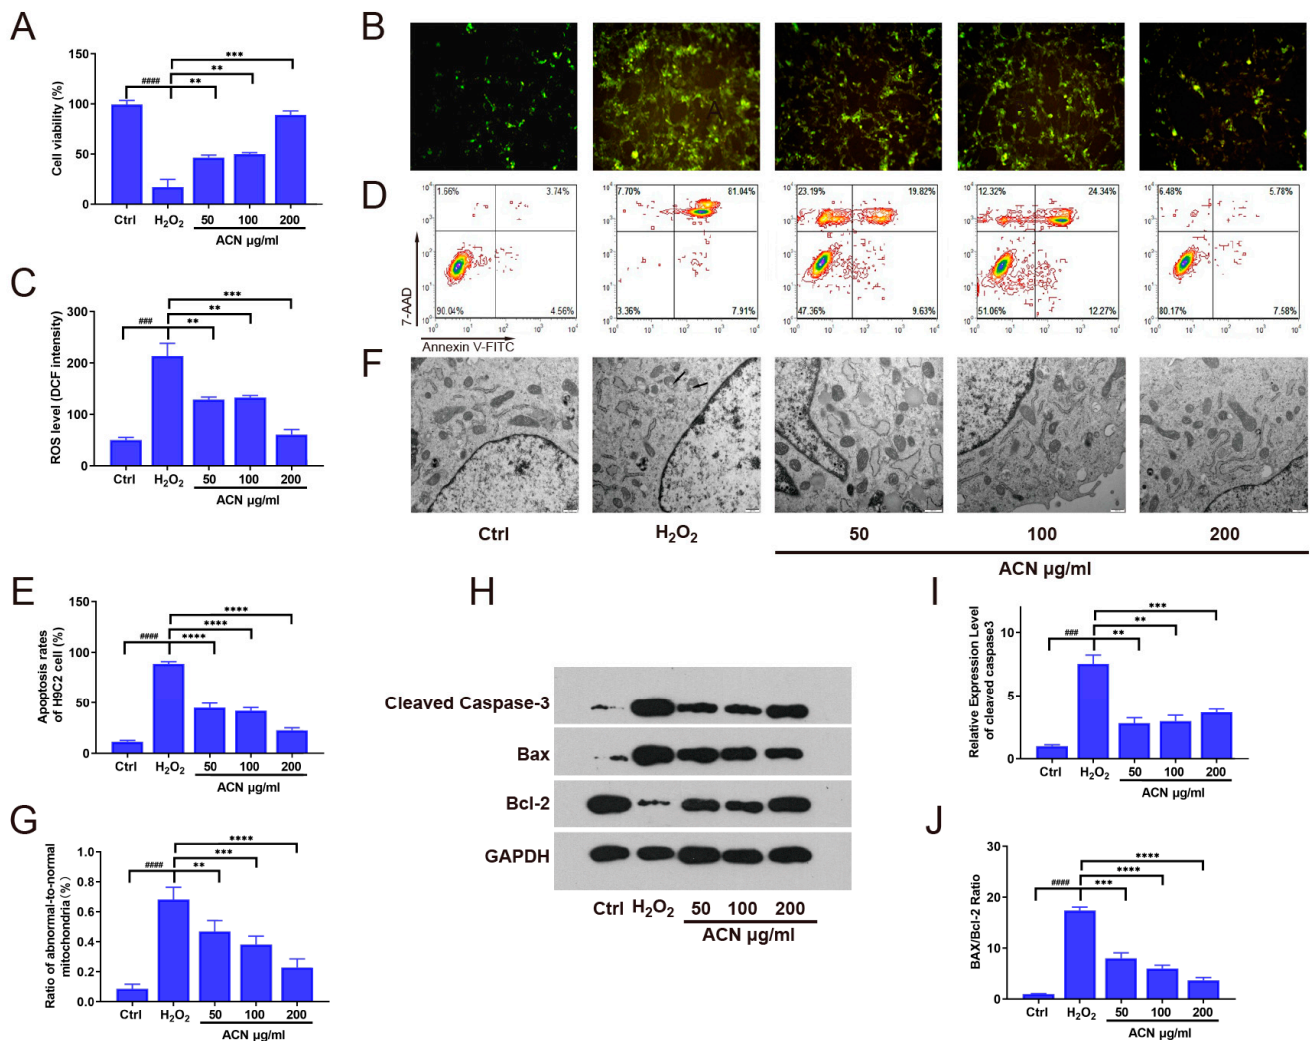 A
Cell viability (%)
150
100
50
0
####
**
**
***
Ctrl
H₂O₂
50
100
200
ACN µg/ml
B
C
ROS level (DCF intensity)
300
200
100
0
###
**
**
***
Ctrl
H₂O₂
50
100
200
ACN µg/ml
D
7-AAD
Annexin V-FITC
1.66%
3.74%
90.04%
4.56%
7.70%
81.04%
3.36%
7.91%
23.19%
19.82%
47.36%
9.63%
12.32%
24.34%
51.06%
12.27%
6.48%
5.78%
80.17%
7.58%
F
Ctrl
H₂O₂
50
100
200
ACN µg/ml
E
Apoptosis rates
of H9C2 cell (%)
150
100
50
0
####
****
****
****
Ctrl
H₂O₂
50
100
200
ACN µg/ml
G
Ratio of abnormal-to-normal
mitochondria(%)
1.0
0.8
0.6
0.4
0.2
0.0
####
**
***
****
Ctrl
H₂O₂
50
100
200
ACN µg/ml
H
Cleaved Caspase-3
Bax
Bcl-2
GAPDH
Ctrl
H₂O₂
50
100
200
ACN µg/ml
I
Relative Expression Level
of cleaved caspase3
10
5
0
###
**
**
***
Ctrl
H₂O₂
50
100
200
ACN µg/ml
J
BAX/Bcl-2 Ratio
30
20
10
0
####
***
****
****
Ctrl
H₂O₂
50
100
200
ACN µg/ml